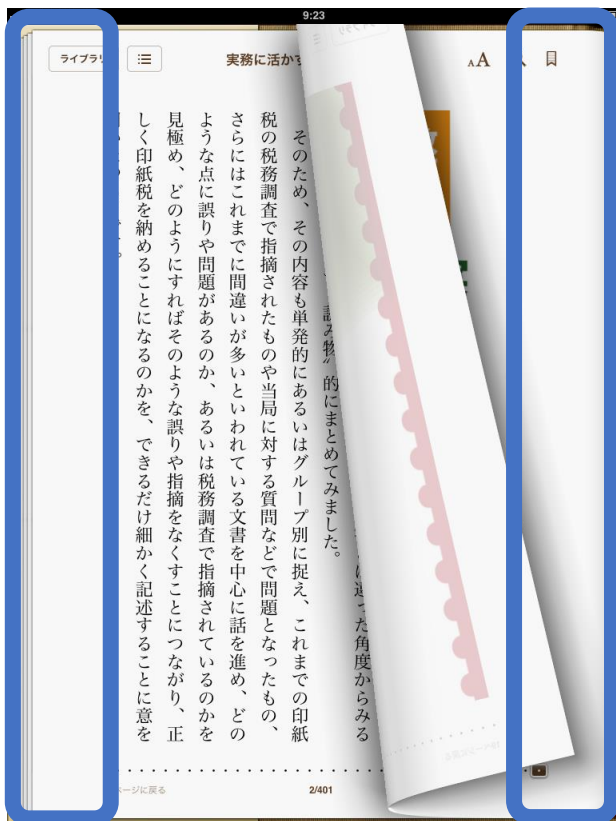 9:23
ライブラ
実務に活か
AA
違った角度からみる
読み物〟的にまとめてみました。
そのため、その内容も単発的にあるいはグループ別に捉え、これまでの印紙
税の税務調査で指摘されたものや当局に対する質問などで問題となったもの、
さらにはこれまでに間違いが多いといわれている文書を中心に話を進め、どの
ような点に誤りや問題があるのか、あるいは税務調査で指摘されているのかを
見極め、どのようにすればそのような誤りや指摘をなくすことにつながり、正
しく印紙税を納めることになるのかを、できるだけ細かく記述することに意を
ページに戻る
2/401